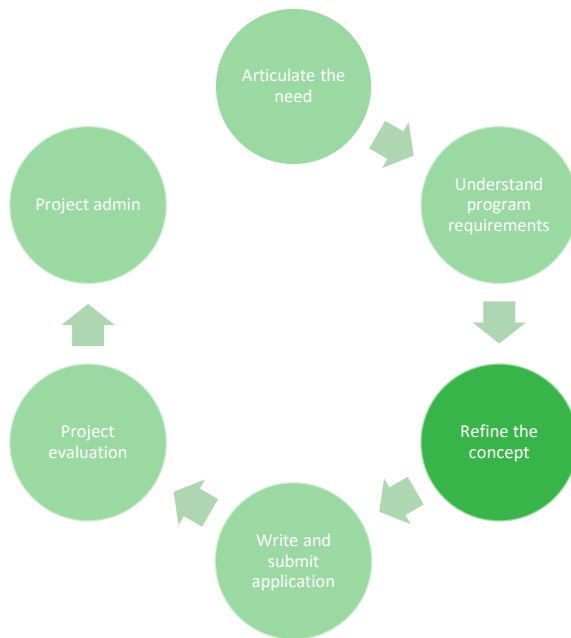 Articulate the
need
Understand
program
requirements
Refine the
concept
Write and
submit
application
Project
evaluation
Project admin